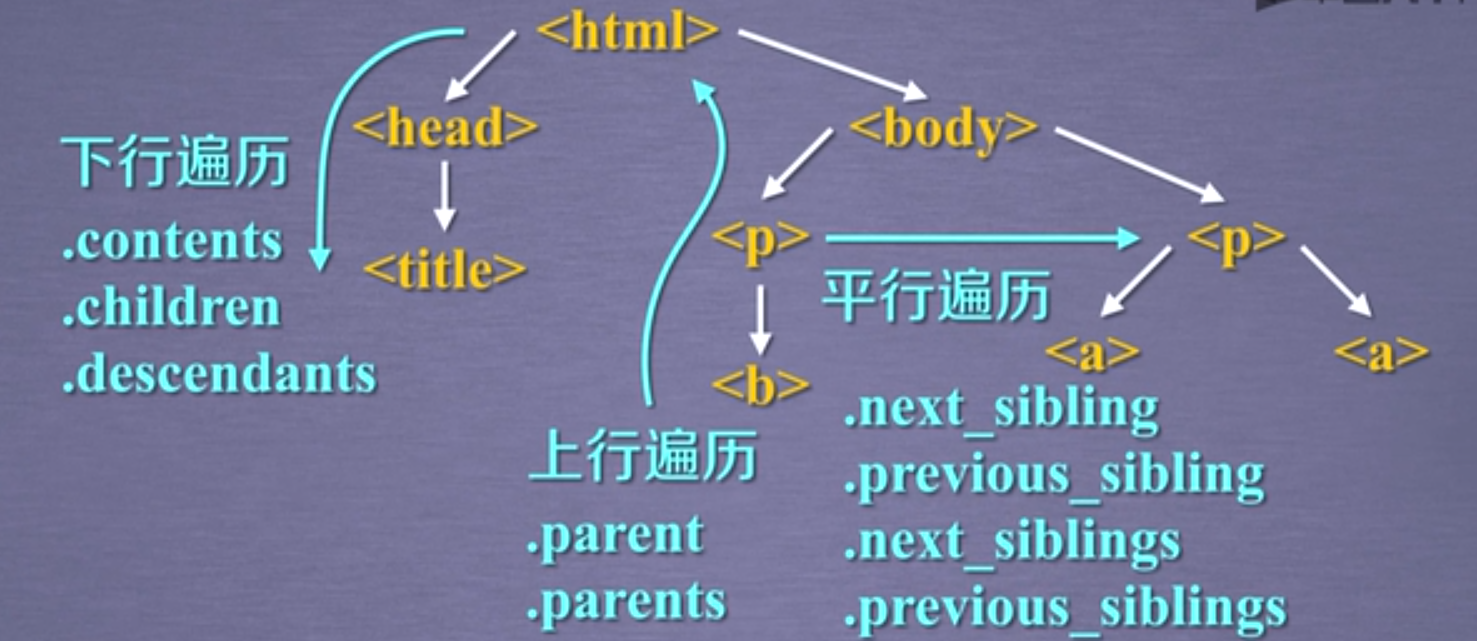 <html>
<head>
<body>
下行遍历
.contents
.children
.descendants
<title>
<p>
<p>
平行遍历
<b>
<a>
<a>
上行遍历
.parent
.parents
.next_sibling
.previous_sibling
.next_siblings
.previous_siblings